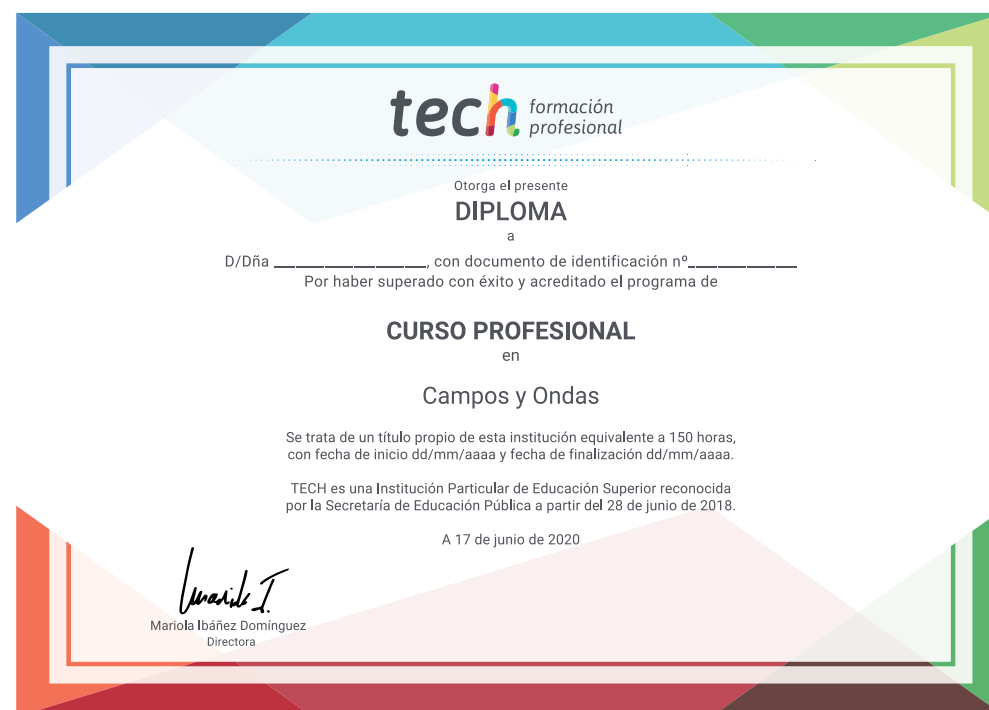 tech formación
profesional
Otorga el presente
DIPLOMA
a
D/Dña ________________, con documento de identificación nº___________
Por haber superado con éxito y acreditado el programa de
CURSO PROFESIONAL
en
Campos y Ondas
Se trata de un título propio de esta institución equivalente a 150 horas,
con fecha de inicio dd/mm/aaaa y fecha de finalización dd/mm/aaaa.
TECH es una Institución Particular de Educación Superior reconocida
por la Secretaría de Educación Pública a partir del 28 de junio de 2018.
A 17 de junio de 2020
Mariola Ibáñez Domínguez
Directora